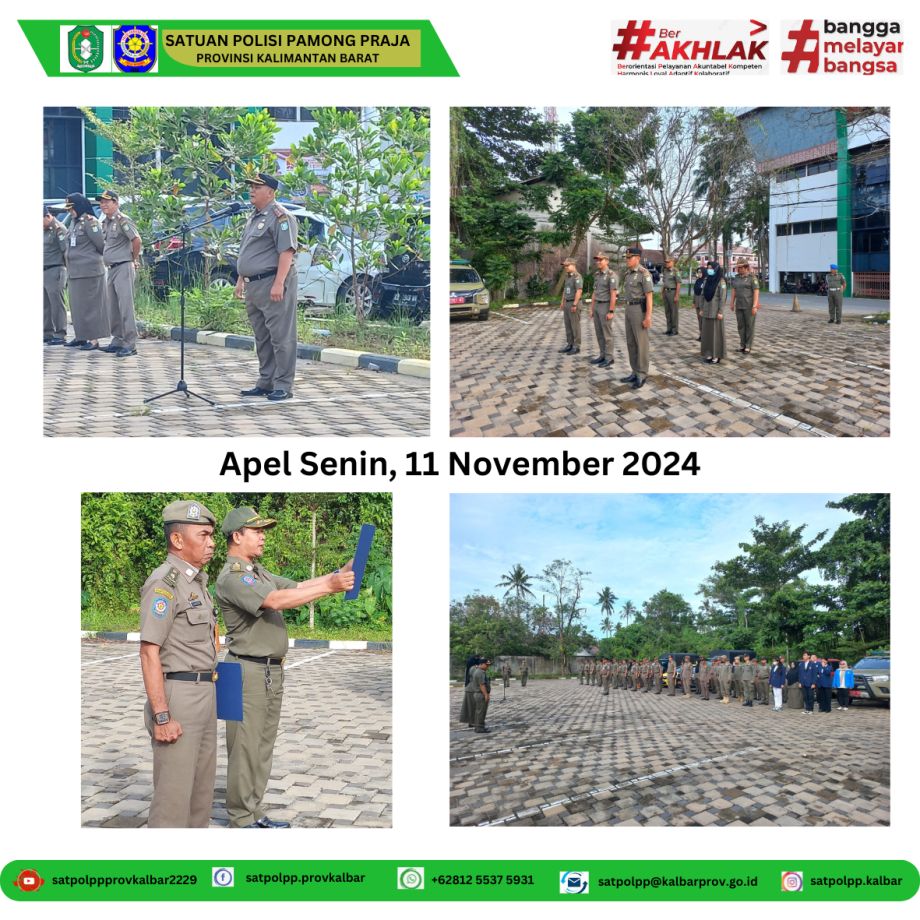 SATUAN POLISI PAMONG PRAJA
PROVINSI KALIMANTAN BARAT
#BerAKHLAK
Berorientasi Pelayanan Akuntabel Kompeten
Harmonis Loyal Adaptif Kolaboratif
#bangga
melayani
bangsa
Apel Senin, 11 November 2024
satpolppprovkalbar2229
satpolpp.provkalbar
+62812 5537 5931
satpolpp@kalbarprov.go.id
satpolpp.kalbar